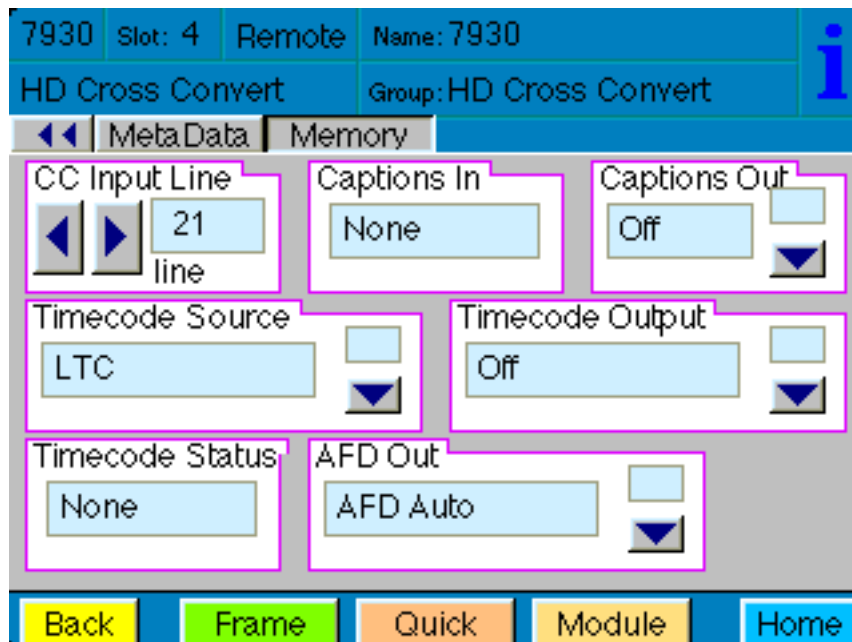 7930 Slot: 4 Remote Name: 7930
HD Cross Convert Group: HD Cross Convert
i
MetaData Memory
CC Input Line Captions In Captions Out
21 None Off
line
Timecode Source Timecode Output
LTC Off
Timecode Status AFD Out
None AFD Auto
Back Frame Quick Module Home